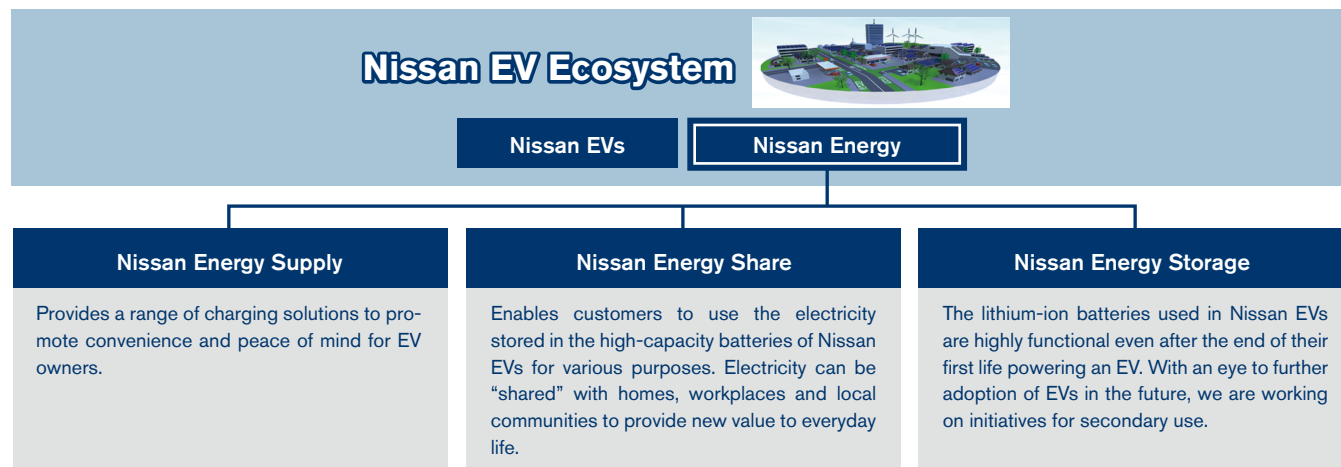 Nissan EV Ecosystem
Nissan EVs
Nissan Energy
Nissan Energy Supply
Provides a range of charging solutions to pro-
mote convenience and peace of mind for EV
owners.
Nissan Energy Share
Enables customers to use the electricity
stored in the high-capacity batteries of Nissan
EVs for various purposes. Electricity can be
“shared” with homes, workplaces and local
communities to provide new value to everyday
life.
Nissan Energy Storage
The lithium-ion batteries used in Nissan EVs
are highly functional even after the end of their
first life powering an EV. With an eye to further
adoption of EVs in the future, we are working
on initiatives for secondary use.